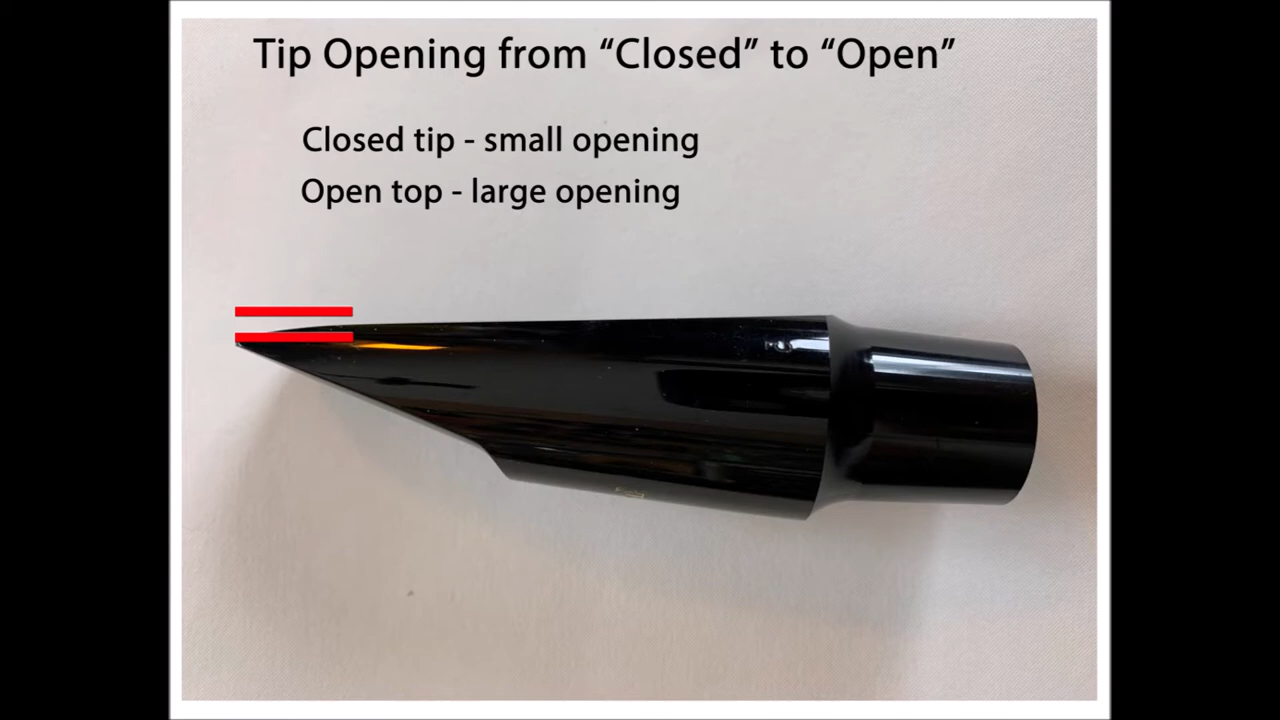 Tip Opening from “Closed” to “Open”
Closed tip - small opening
Open top - large opening